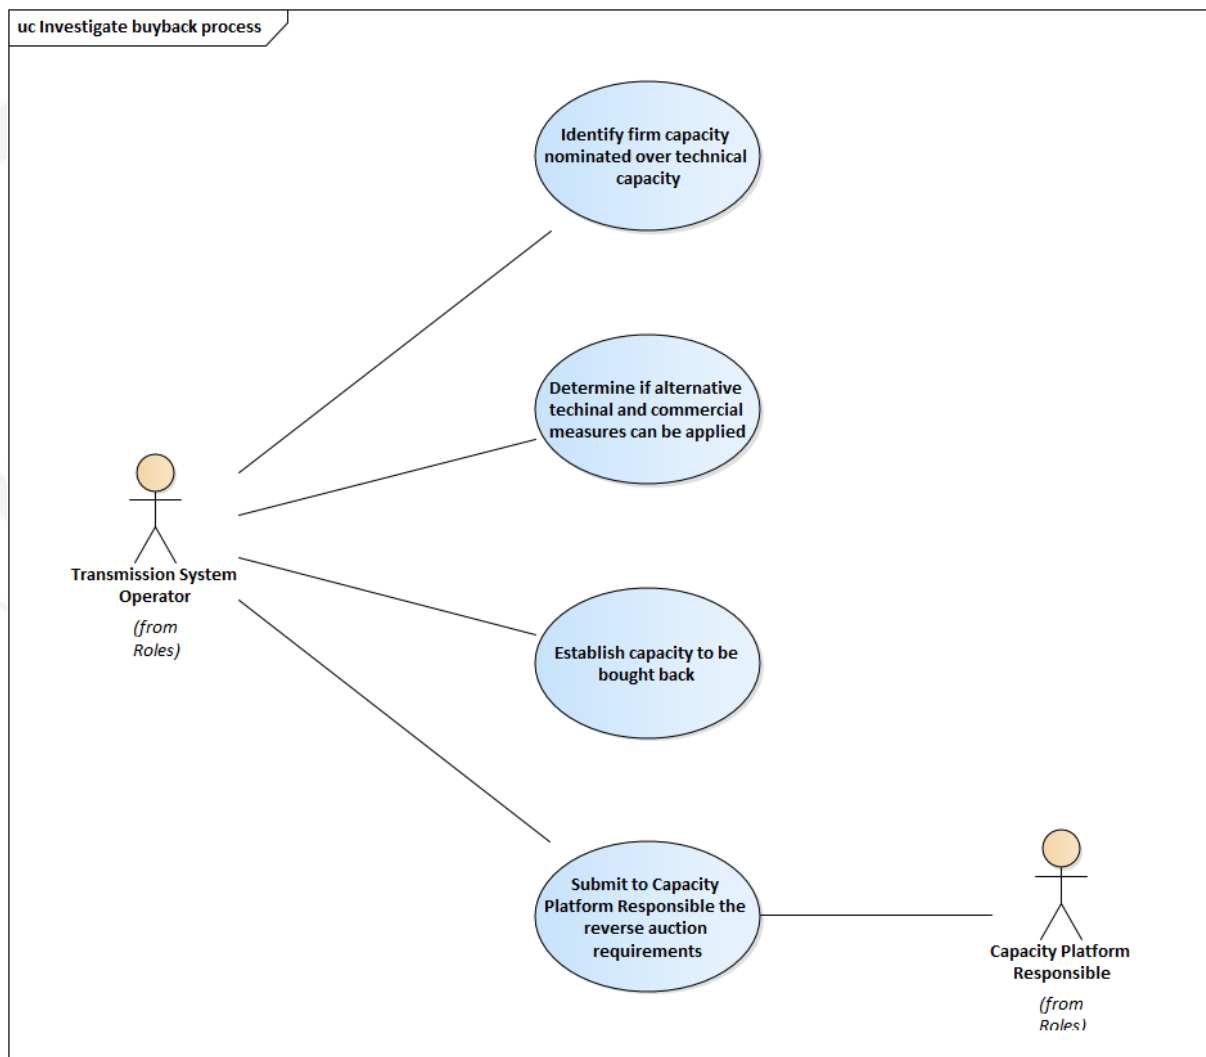 uc Investigate buyback process
Identify firm capacity
nominated over technical
capacity
Determine if alternative
techinal and commercial
measures can be applied
Transmission System
Operator
(from
Roles)
Establish capacity to be
bought back
Submit to Capacity
Platform Responsible the
reverse auction
requirements
Capacity Platform
Responsible
(from
Roles)